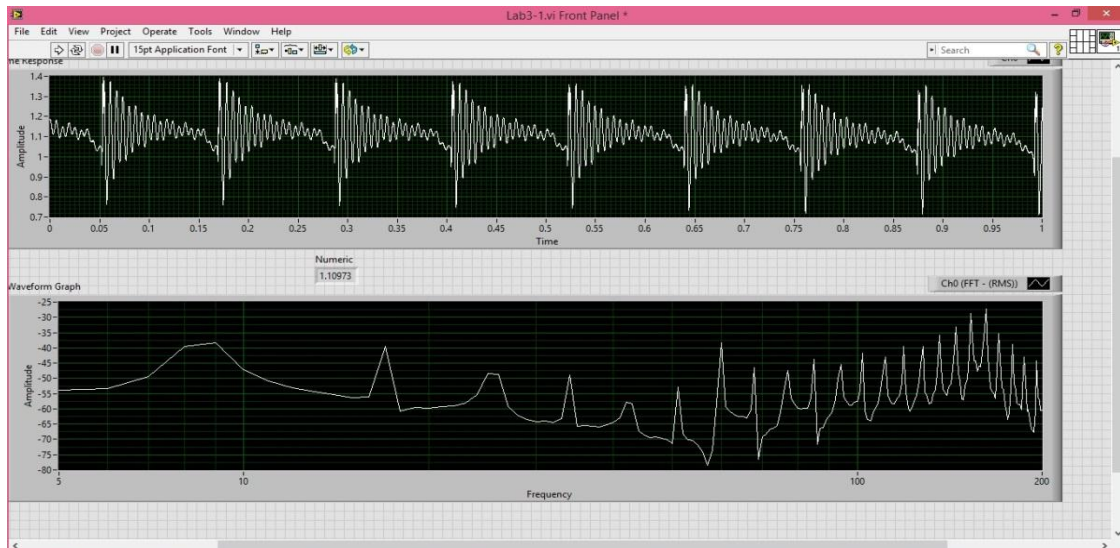 Lab3-1.vi Front Panel *
File Edit View Project Operate Tools Window Help
15pt Application Font
Search
me Response
Ch0
Amplitude
1.4
1.3
1.2
1.1
1
0.9
0.8
0.7
0 0.05 0.1 0.15 0.2 0.25 0.3 0.35 0.4 0.45 0.5 0.55 0.6 0.65 0.7 0.75 0.8 0.85 0.9 0.95 1
Time
Numeric
1.10973
Waveform Graph
Ch0 (FFT - (RMS))
Amplitude
-25
-30
-35
-40
-45
-50
-55
-60
-65
-70
-75
-80
5 10 100 200
Frequency